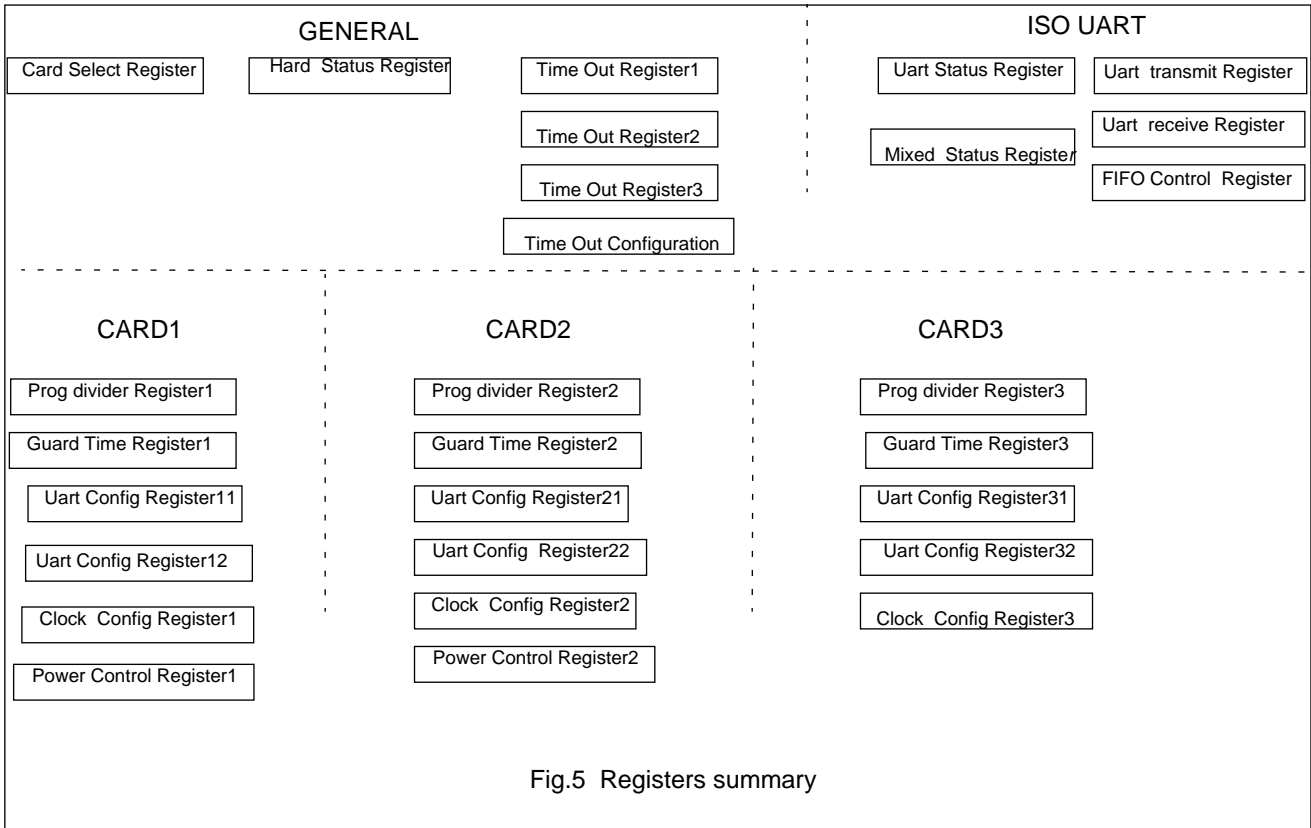 GENERAL
Card Select Register
Hard Status Register
Time Out Register1
Time Out Register2
Time Out Register3
Time Out Configuration
ISO UART
Uart Status Register
Mixed Status Register
Uart transmit Register
Uart receive Register
FIFO Control Register
CARD1
Prog divider Register1
Guard Time Register1
Uart Config Register11
Uart Config Register12
Clock Config Register1
Power Control Register1
CARD2
Prog divider Register2
Guard Time Register2
Uart Config Register21
Uart Config Register22
Clock Config Register2
Power Control Register2
CARD3
Prog divider Register3
Guard Time Register3
Uart Config Register31
Uart Config Register32
Clock Config Register3
Fig.5 Registers summary